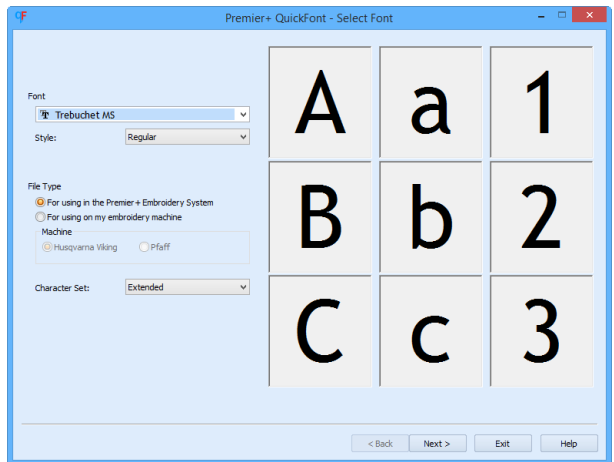 qF Premier+ QuickFont - Select Font
Font
Trebuchet MS
Style: Regular
File Type
For using in the Premier+ Embroidery System
For using on my embroidery machine
Machine
Husqvarna Viking Pfaff
Character Set: Extended
A a 1
B b 2
C c 3
< Back Next > Exit Help